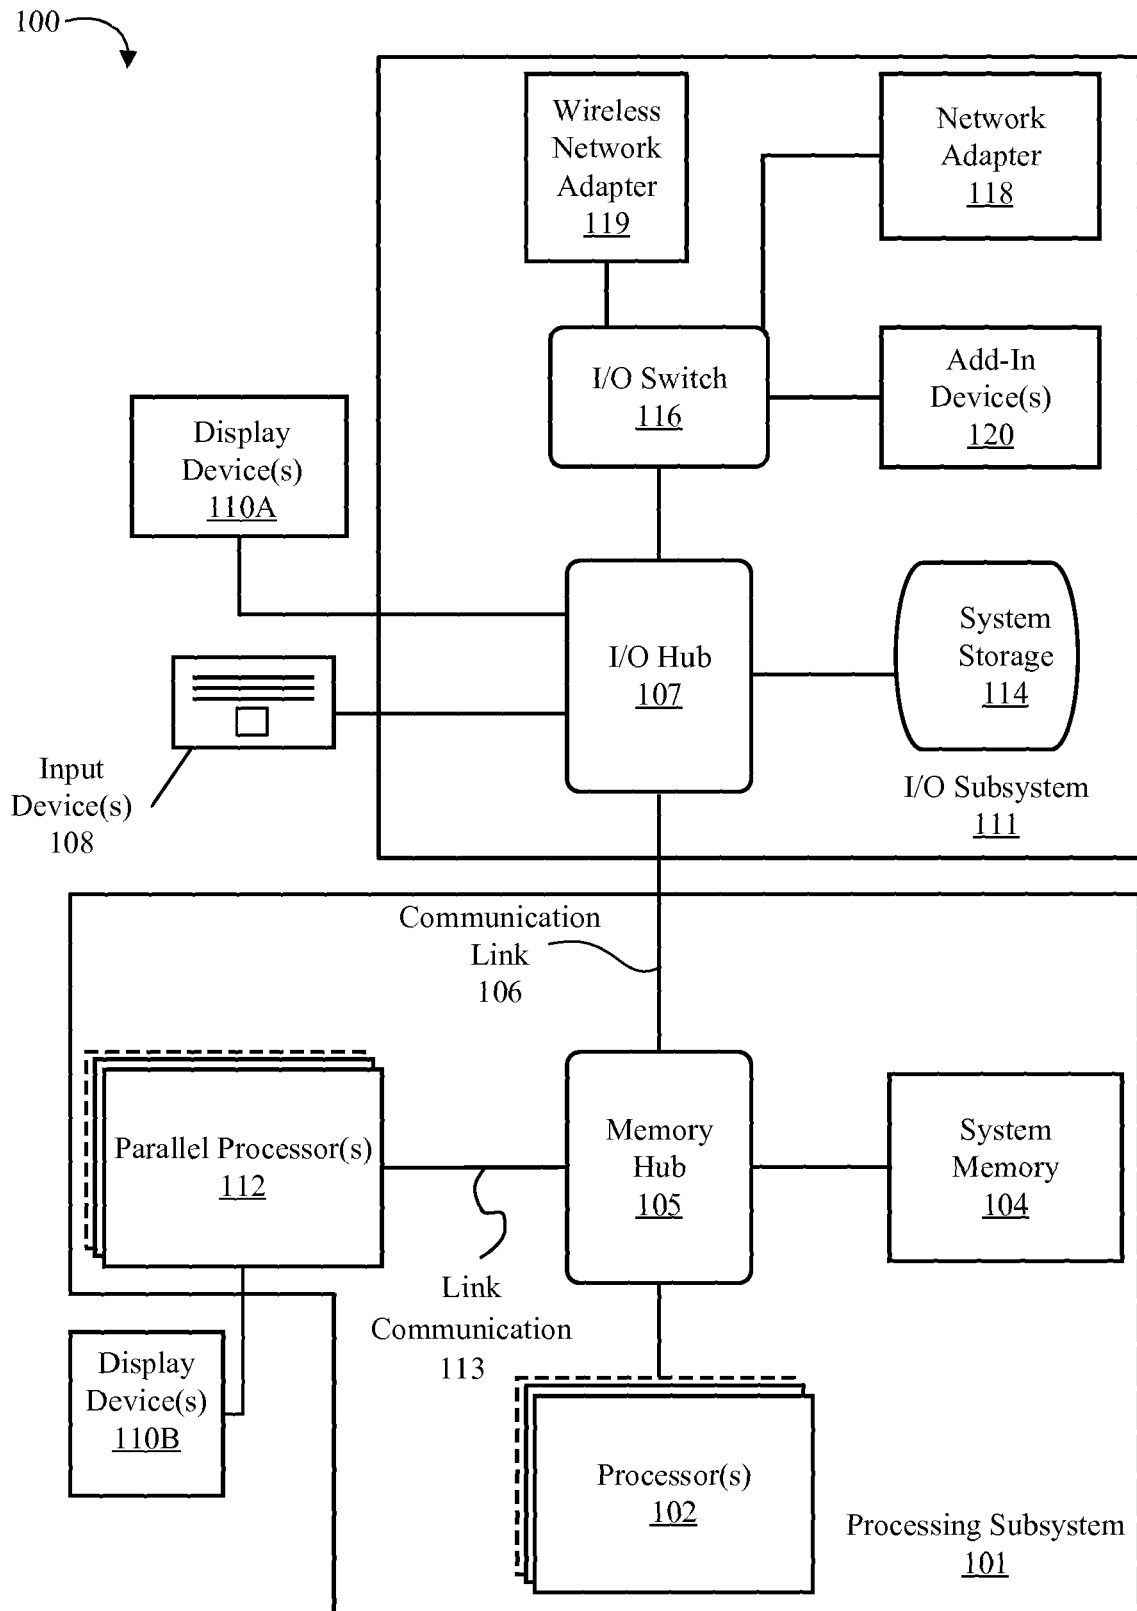 100
Wireless
Network
Adapter
119
Network
Adapter
118
I/O Switch
116
Add-In
Device(s)
120
Display
Device(s)
110A
I/O Hub
107
System
Storage
114
Input
Device(s)
108
I/O Subsystem
111
Communication
Link
106
Parallel Processor(s)
112
Memory
Hub
105
System
Memory
104
Link
Communication
113
Display
Device(s)
110B
Processor(s)
102
Processing Subsystem
101